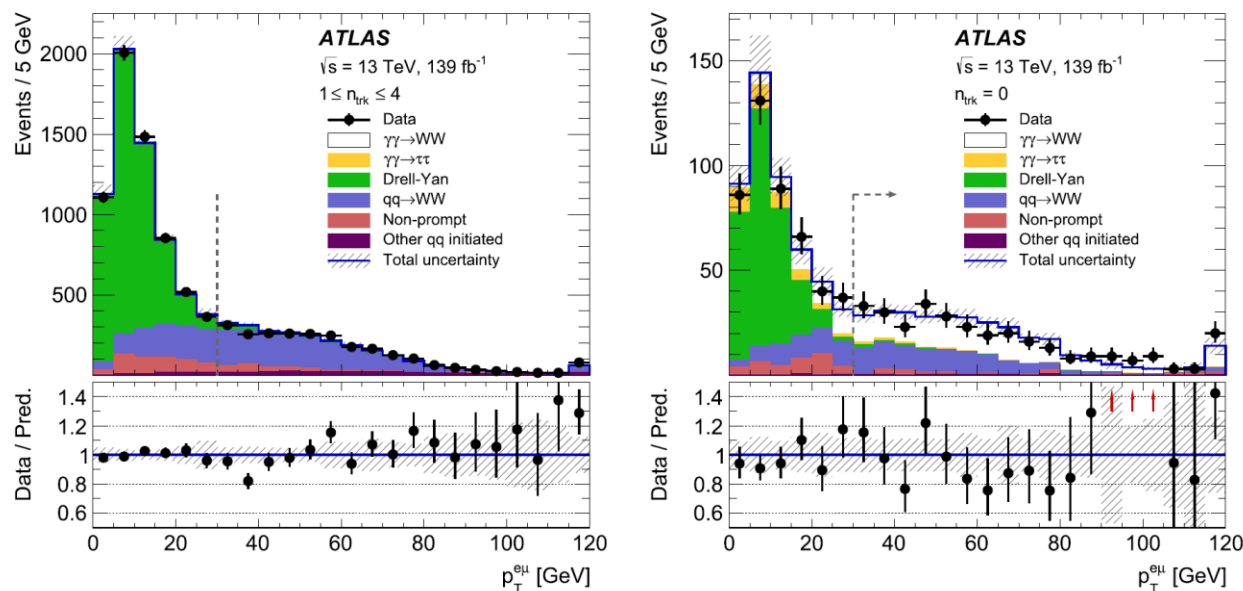 Events / 5 GeV
2000
1500
1000
500
ATLAS
√s = 13 TeV, 139 fb⁻¹
1 ≤ n_trk ≤ 4
Data
γγ→WW
γγ→ττ
Drell-Yan
qq→WW
Non-prompt
Other qq initiated
Total uncertainty
Data / Pred.
1.4
1.2
1
0.8
0.6
0 20 40 60 80 100 120
p_T^eμ [GeV]
Events / 5 GeV
150
100
50
ATLAS
√s = 13 TeV, 139 fb⁻¹
n_trk = 0
Data
γγ→WW
γγ→ττ
Drell-Yan
qq→WW
Non-prompt
Other qq initiated
Total uncertainty
Data / Pred.
1.4
1.2
1
0.8
0.6
0 20 40 60 80 100 120
p_T^eμ [GeV]